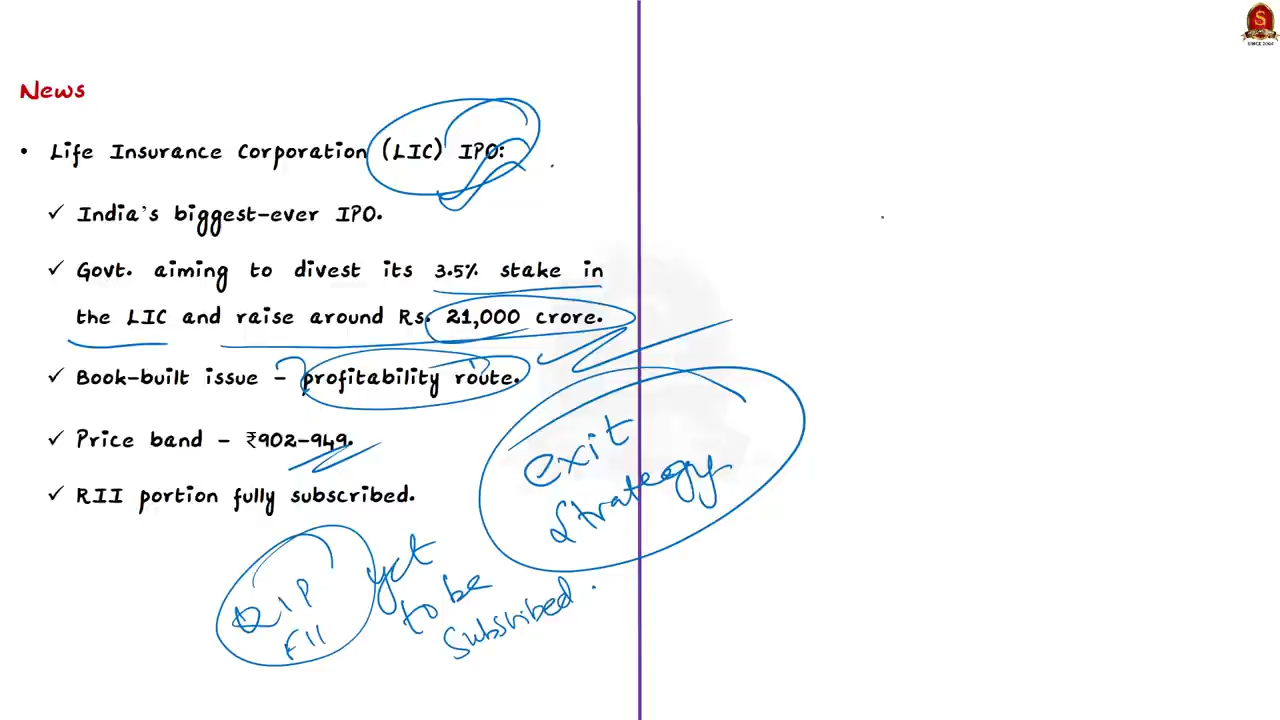 News
• Life Insurance Corporation (LIC) IPO:
✓ India's biggest-ever IPO.
✓ Govt. aiming to divest its 3.5% stake in
the LIC and raise around Rs. 21,000 crore.
✓ Book-built issue – profitability route.
✓ Price band – ₹902-949.
✓ RII portion fully subscribed.
exit
strategy
QIP
FII
yet
to be
subscribed.
S
SINCE 2004